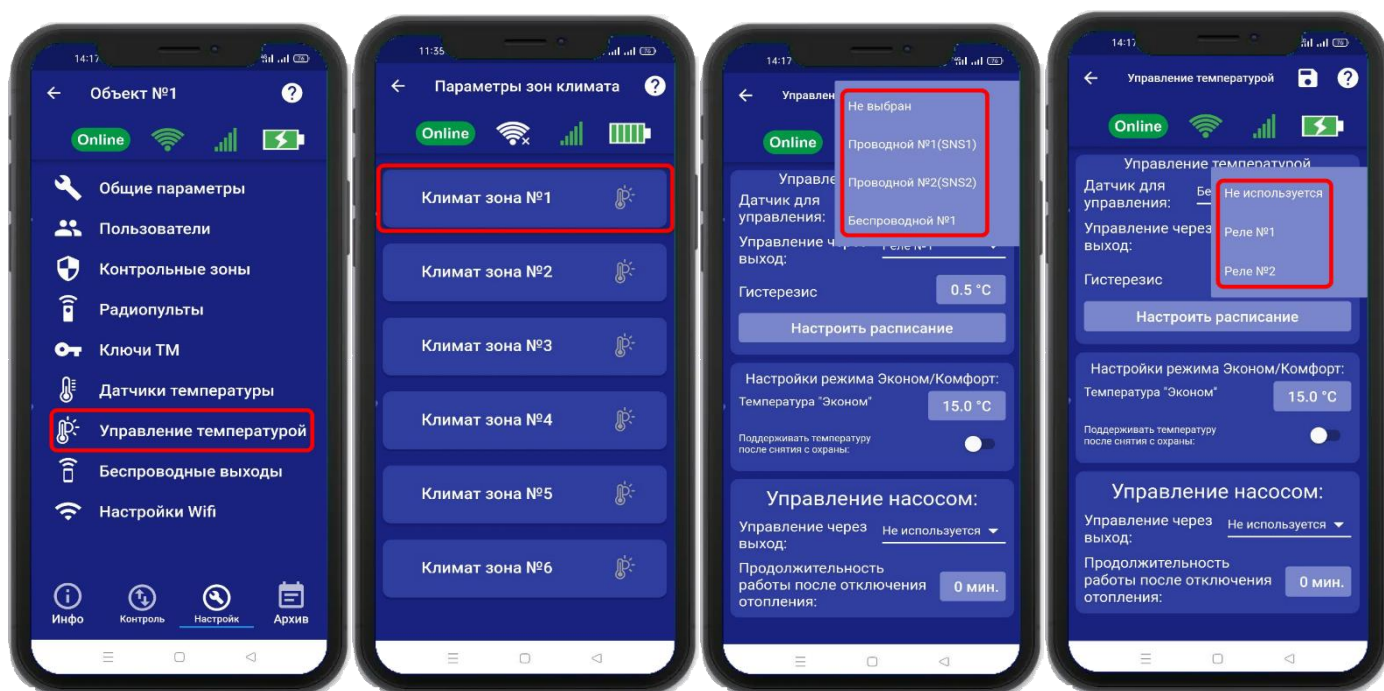 14:17
76
Объект №1
?
Online
Общие параметры
Пользователи
Контрольные зоны
Радиопульты
Ключи ТМ
Датчики температуры
Управление температурой
Беспроводные выходы
Настройки Wifi
Инфо
Контроль
Настройк
Архив
11:35
Параметры зон климата
?
Online
Климат зона №1
Климат зона №2
Климат зона №3
Климат зона №4
Климат зона №5
Климат зона №6
14:17
76
Управлен
Не выбран
Проводной №1(SNS1)
Проводной №2(SNS2)
Беспроводной №1
Online
Управле
Датчик для
управления:
Управление ч
Реле №1
выход:
Гистерезис
0.5 °C
Настроить расписание
Настройки режима Эконом/Комфорт:
Температура "Эконом"
15.0 °C
Поддерживать температуру
после снятия с охраны:
Управление насосом:
Управление через
выход:
Не используется
Продолжительность
работы после отключения
отопления:
0 мин.
14:17
76
Управление температурой
?
Online
Управление температурой
Датчик для
управления:
Бе
Не используется
Реле №1
Реле №2
Управление через
выход:
Гистерезис
Настроить расписание
Настройки режима Эконом/Комфорт:
Температура "Эконом"
15.0 °C
Поддерживать температуру
после снятия с охраны:
Управление насосом:
Управление через
выход:
Не используется
Продолжительность
работы после отключения
отопления:
0 мин.